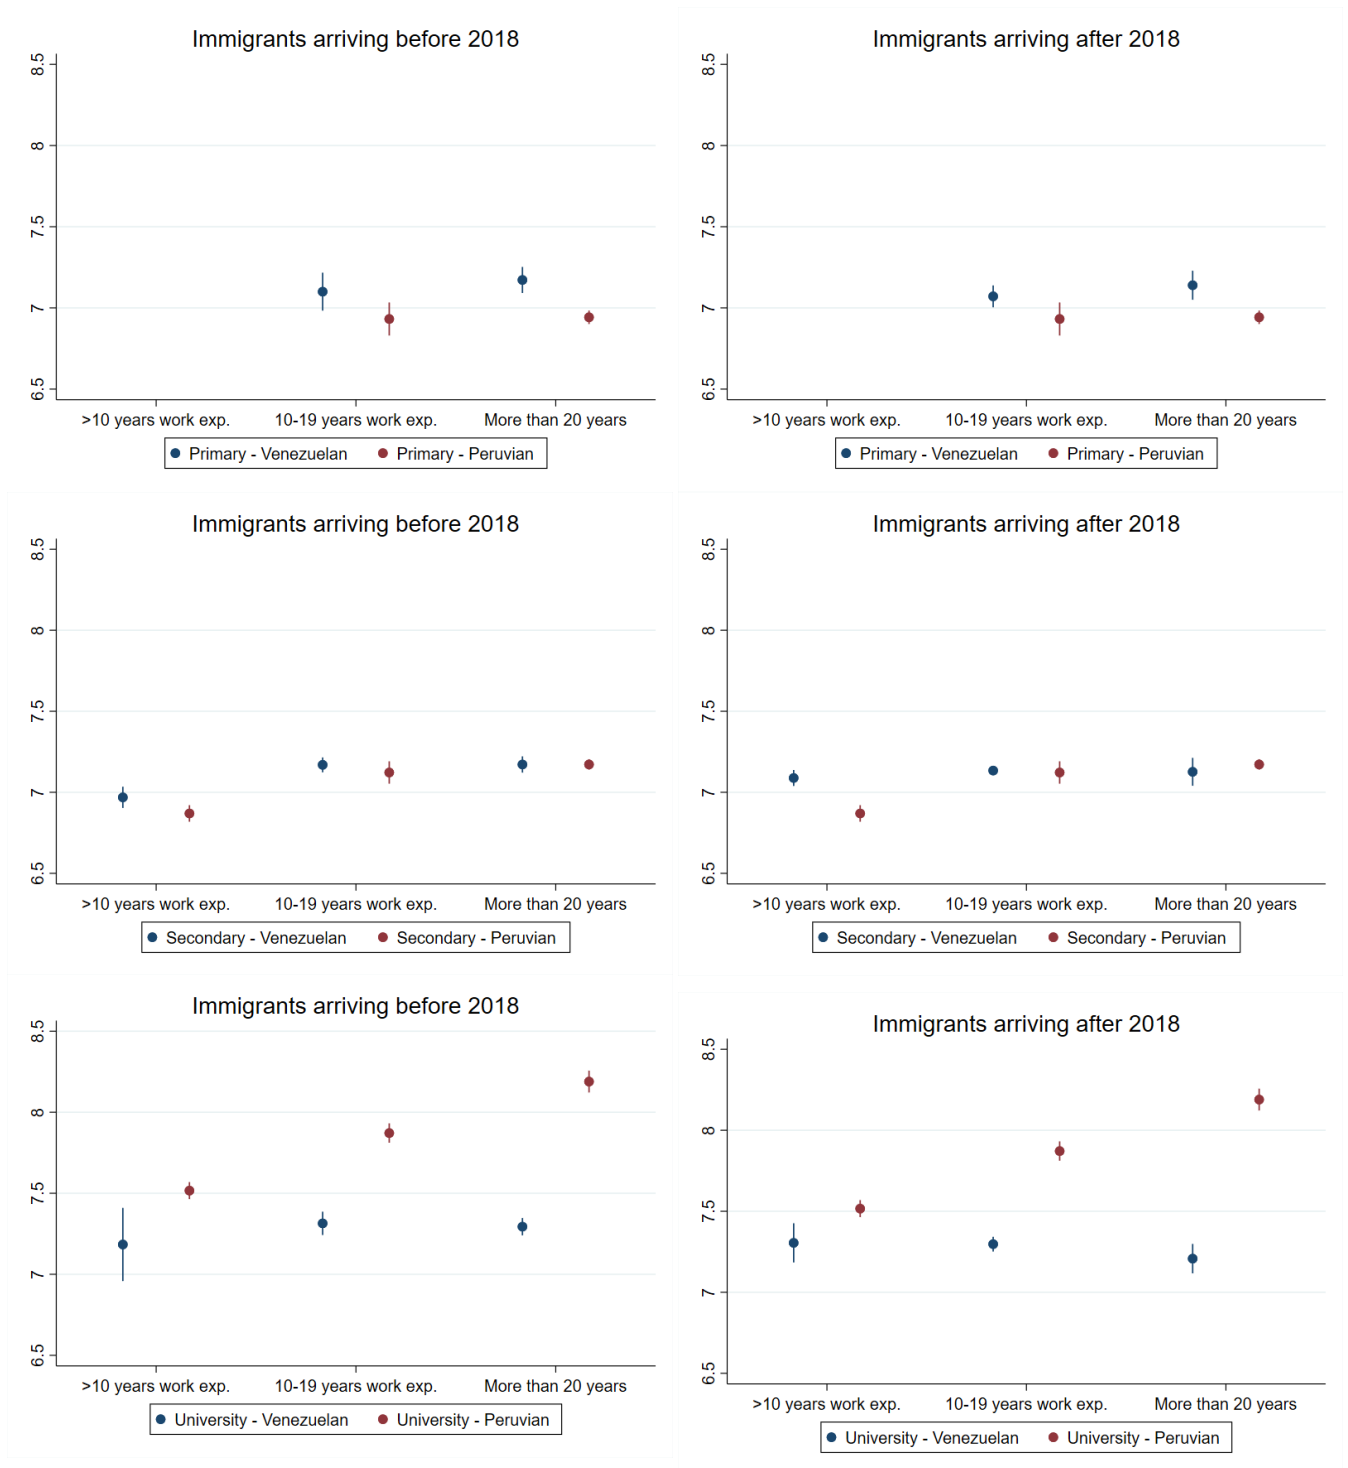 Immigrants arriving before 2018
8.5
8
7.5
7
6.5
>10 years work exp. 10-19 years work exp. More than 20 years
Primary - Venezuelan Primary - Peruvian
Immigrants arriving after 2018
8.5
8
7.5
7
6.5
>10 years work exp. 10-19 years work exp. More than 20 years
Primary - Venezuelan Primary - Peruvian
Immigrants arriving before 2018
8.5
8
7.5
7
6.5
>10 years work exp. 10-19 years work exp. More than 20 years
Secondary - Venezuelan Secondary - Peruvian
Immigrants arriving after 2018
8.5
8
7.5
7
6.5
>10 years work exp. 10-19 years work exp. More than 20 years
Secondary - Venezuelan Secondary - Peruvian
Immigrants arriving before 2018
8.5
8
7.5
7
6.5
>10 years work exp. 10-19 years work exp. More than 20 years
University - Venezuelan University - Peruvian
Immigrants arriving after 2018
8.5
8
7.5
7
6.5
>10 years work exp. 10-19 years work exp. More than 20 years
University - Venezuelan University - Peruvian